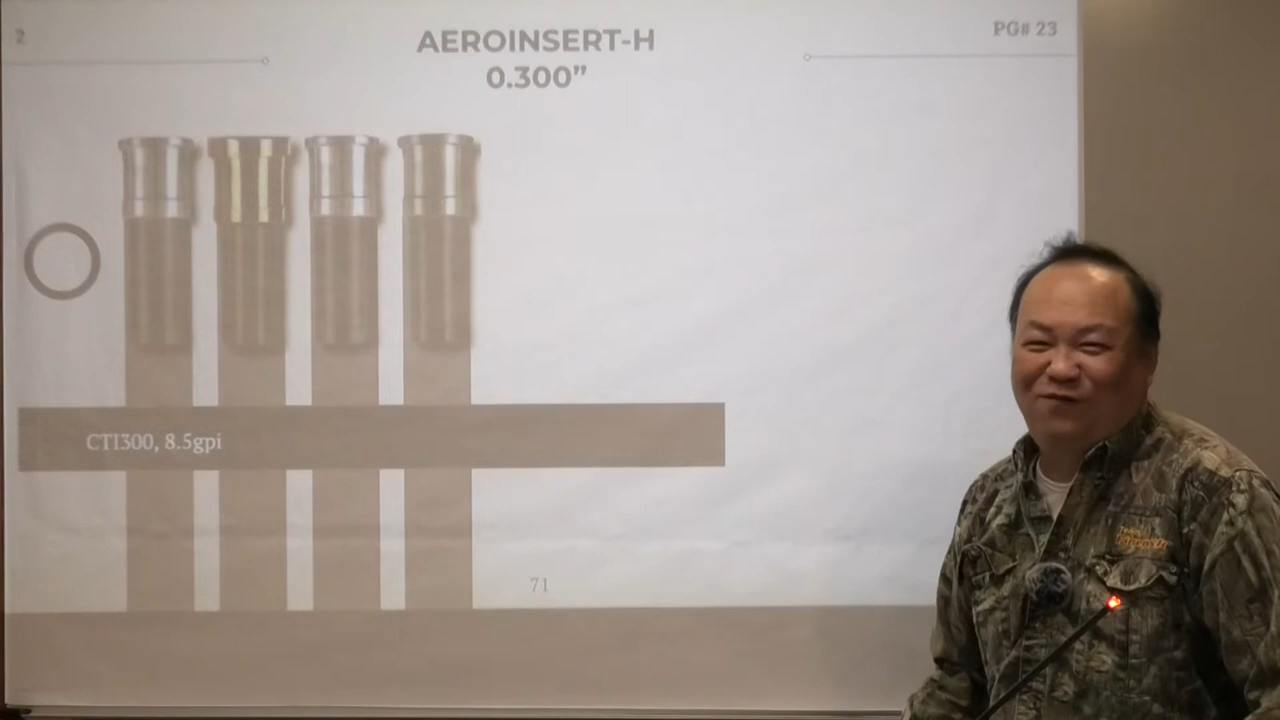 2
AEROINSERT-H
0.300”
PG# 23
CTI300, 8.5gpi
71